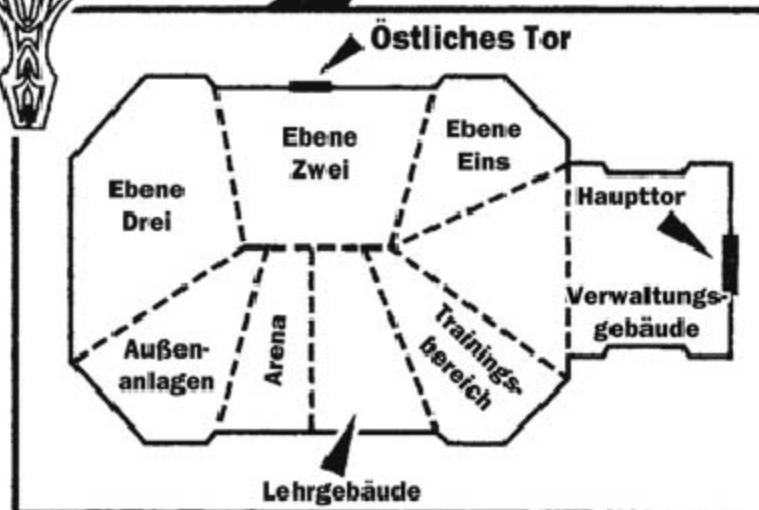 Östliches Tor
Ebene
Zwei
Ebene
Eins
Ebene
Drei
Haupttor
Verwaltungs-
gebäude
Trainings-
bereich
Arena
Außen-
anlagen
Lehrgebäude